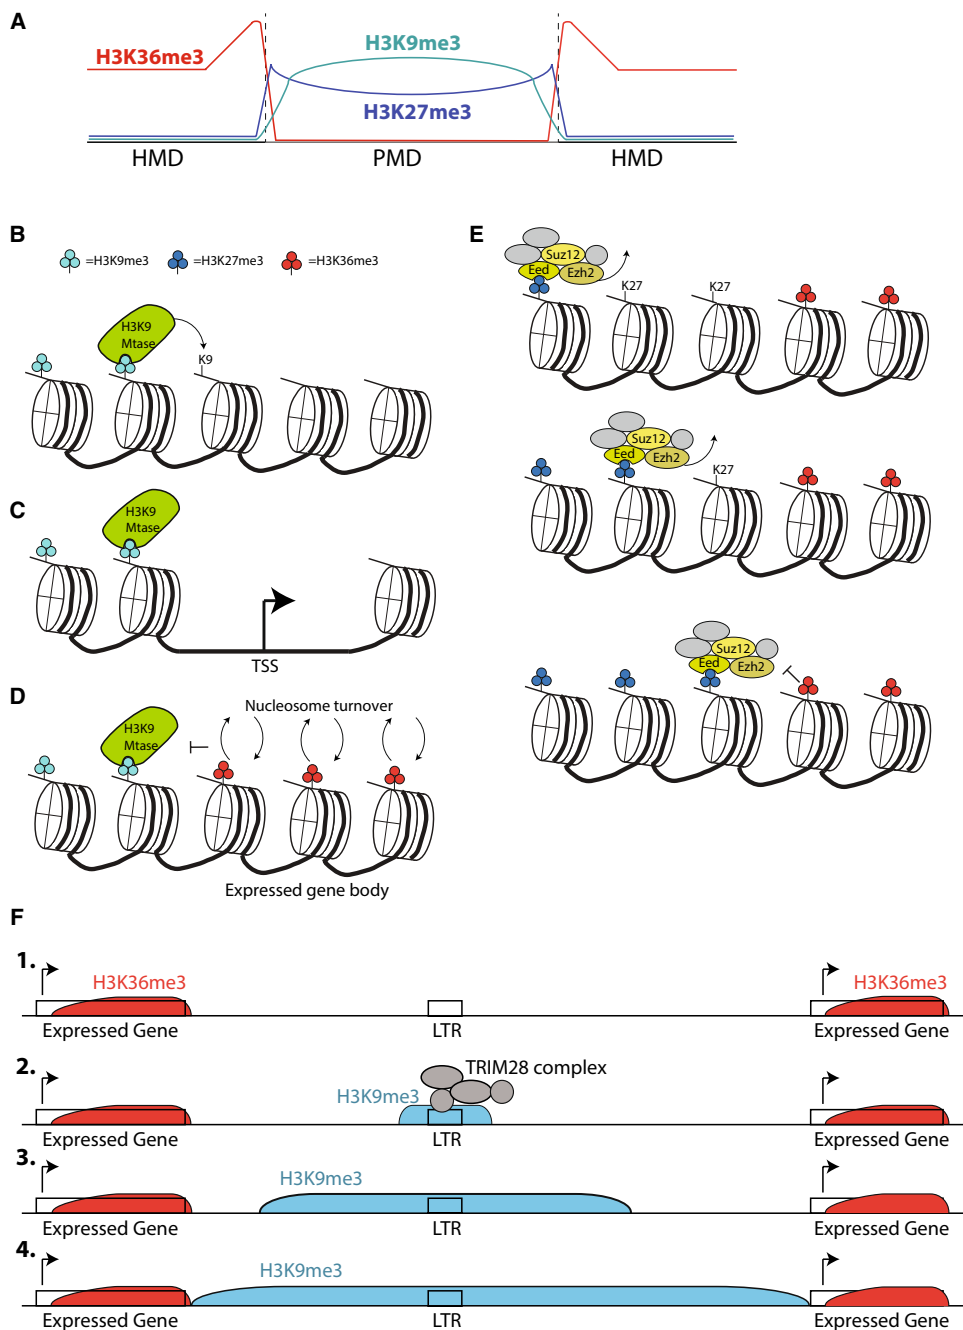 A
H3K36me3
H3K9me3
H3K27me3
HMD PMD HMD
B
=H3K9me3 =H3K27me3 =H3K36me3
H3K9
Mtase
K9
C
H3K9
Mtase
TSS
D
Nucleosome turnover
H3K9
Mtase
Expressed gene body
E
Suz12
Eed Ezh2
K27 K27
Suz12
Eed Ezh2
K27
Suz12
Eed Ezh2
F
1.
H3K36me3 H3K36me3
Expressed Gene LTR Expressed Gene
2.
TRIM28 complex
H3K9me3
Expressed Gene LTR Expressed Gene
3.
H3K9me3
Expressed Gene LTR Expressed Gene
4.
H3K9me3
Expressed Gene LTR Expressed Gene